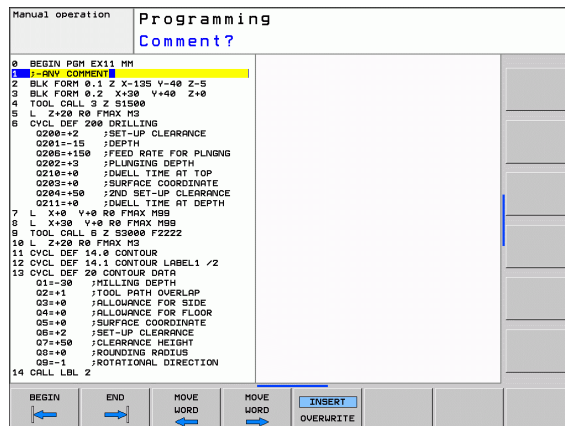 Manual operation
Programming
Comment?
0 BEGIN PGM EX11 MM
1 ;-ANY COMMENT
2 BLK FORM 0.1 Z X-135 Y-40 Z-5
3 BLK FORM 0.2 X+30 Y+40 Z+0
4 TOOL CALL 3 Z S1500
5 L Z+20 R0 FMAX M3
6 CYCL DEF 200 DRILLING
Q200=+2 ;SET-UP CLEARANCE
Q201=-15 ;DEPTH
Q206=+150 ;FEED RATE FOR PLNGNG
Q202=+3 ;PLUNGING DEPTH
Q210=+0 ;DWELL TIME AT TOP
Q203=+0 ;SURFACE COORDINATE
Q204=+50 ;2ND SET-UP CLEARANCE
Q211=+0 ;DWELL TIME AT DEPTH
7 L X+0 Y+0 R0 FMAX M99
8 L X+30 Y+0 R0 FMAX M99
9 TOOL CALL 6 Z S3000 F2222
10 L Z+20 R0 FMAX M3
11 CYCL DEF 14.0 CONTOUR
12 CYCL DEF 14.1 CONTOUR LABEL1 /2
13 CYCL DEF 20 CONTOUR DATA
Q1=-30 ;MILLING DEPTH
Q2=+1 ;TOOL PATH OVERLAP
Q3=+0 ;ALLOWANCE FOR SIDE
Q4=+0 ;ALLOWANCE FOR FLOOR
Q5=+0 ;SURFACE COORDINATE
Q6=+2 ;SET-UP CLEARANCE
Q7=+50 ;CLEARANCE HEIGHT
Q8=+0 ;ROUNDING RADIUS
Q9=-1 ;ROTATIONAL DIRECTION
14 CALL LBL 2
BEGIN
END
MOVE WORD
MOVE WORD
INSERT
OVERWRITE